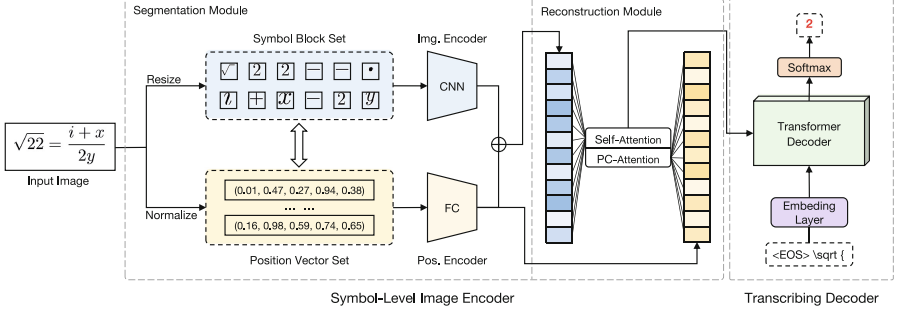 Segmentation Module
Reconstruction Module
Symbol Block Set
Img. Encoder
Resize
√ 2 2 − − ·
i + x − 2 y
CNN
√22 = (i + x)/(2y)
Input Image
Normalize
(0.01, 0.47, 0.27, 0.94, 0.38)
... ...
(0.16, 0.98, 0.59, 0.74, 0.65)
Position Vector Set
FC
Pos. Encoder
Self-Attention
PC-Attention
2
Softmax
Transformer
Decoder
Embeding
Layer
<EOS> \sqrt {
Symbol-Level Image Encoder
Transcribing Decoder